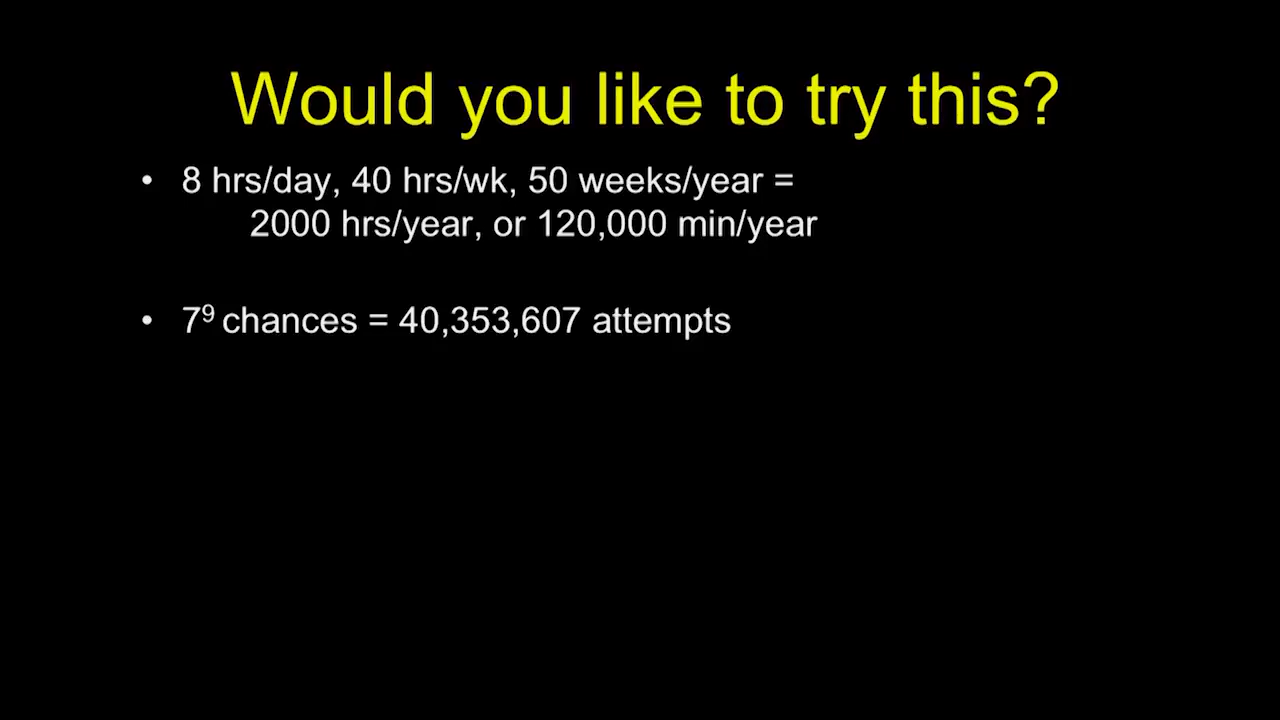 Would you like to try this?
• 8 hrs/day, 40 hrs/wk, 50 weeks/year =
2000 hrs/year, or 120,000 min/year
• 7⁹ chances = 40,353,607 attempts